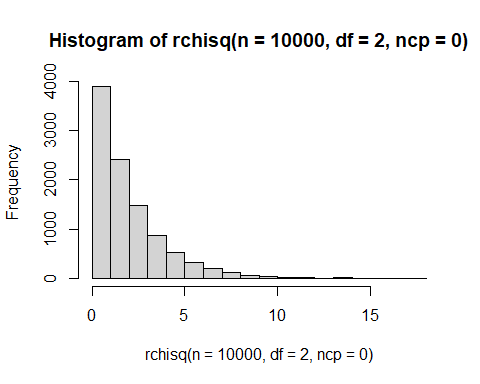 Histogram of rchisq(n = 10000, df = 2, ncp = 0)
Frequency
4000
3000
2000
1000
0
0 5 10 15
rchisq(n = 10000, df = 2, ncp = 0)